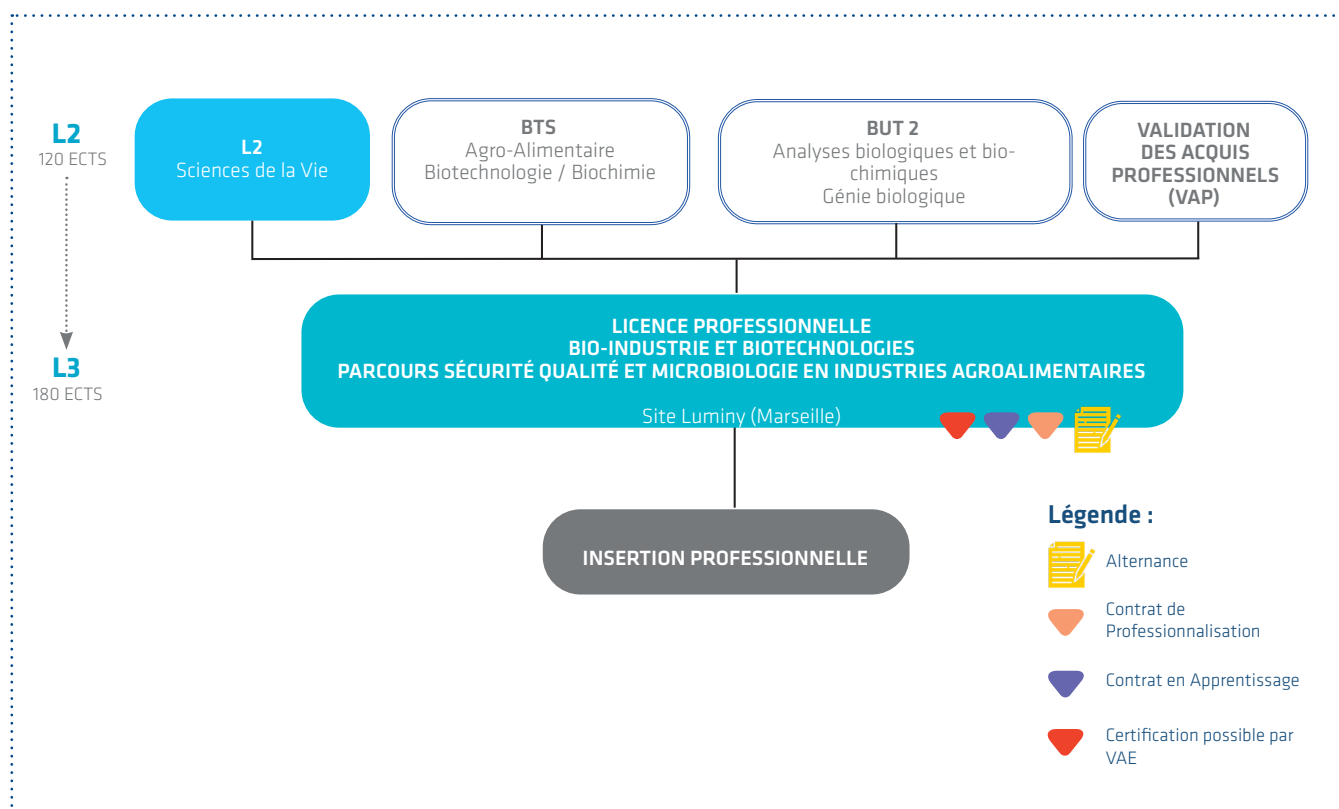 L2
120 ECTS
L2
Sciences de la Vie
BTS
Agro-Alimentaire
Biotechnologie / Biochimie
BUT 2
Analyses biologiques et bio-
chimiques
Génie biologique
VALIDATION
DES ACQUIS
PROFESSIONNELS
(VAP)
L3
180 ECTS
LICENCE PROFESSIONNELLE
BIO-INDUSTRIE ET BIOTECHNOLOGIES
PARCOURS SÉCURITÉ QUALITÉ ET MICROBIOLOGIE EN INDUSTRIES AGROALIMENTAIRES
Site Luminy (Marseille)
INSERTION PROFESSIONNELLE
Légende :
Alternance
Contrat de
Professionnalisation
Contrat en Apprentissage
Certification possible par
VAE